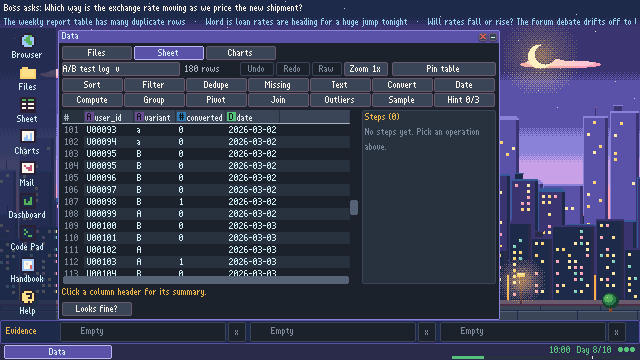 Boss asks: Which way is the exchange rate moving as we price the new shipment?
The weekly report table has many duplicate rows · Word is loan rates are heading for a huge jump tonight · Will rates fall or rise? The forum debate drifts off to l
Browser
Files
Sheet
Charts
Mail
Dashboard
Code Pad
Handbook
Help
Data
Files Sheet Charts
A/B test log v 180 rows Undo Redo Raw Zoom 1x Pin table
Sort Filter Dedupe Missing Text Convert Date
Compute Group Pivot Join Outliers Sample Hint 0/3
# A user_id A variant # converted D date
101 U00093 a 0 2026-03-02
102 U00094 a 0 2026-03-02
103 U00095 B 0 2026-03-02
104 U00095 B 0 2026-03-02
105 U00096 B 0 2026-03-02
106 U00097 B 0 2026-03-02
107 U00098 B 1 2026-03-02
108 U00099 A 0 2026-03-02
109 U00100 B 0 2026-03-03
110 U00101 B 0 2026-03-03
111 U00102 A 2026-03-03
112 U00103 A 1 2026-03-03
113 U00104 B 0 2026-03-03
Steps (0)
No steps yet. Pick an operation
above.
Click a column header for its summary.
Looks fine?
Evidence Empty x Empty x Empty x
Data
10:00 Day 8/10